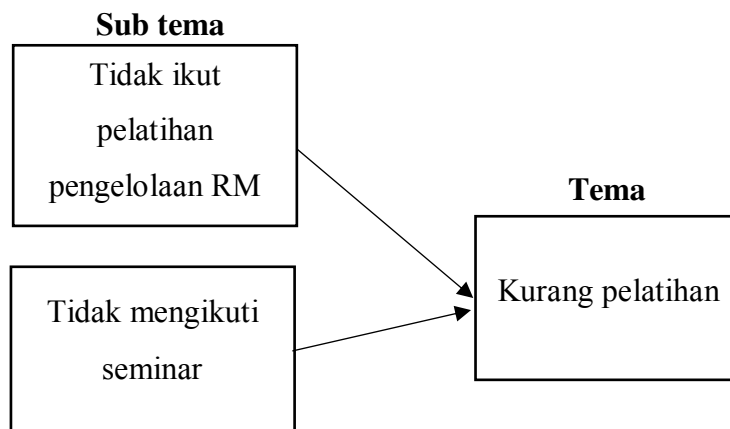 Sub tema
Tidak ikut
pelatihan
pengelolaan RM
Tidak mengikuti
seminar
Tema
Kurang pelatihan